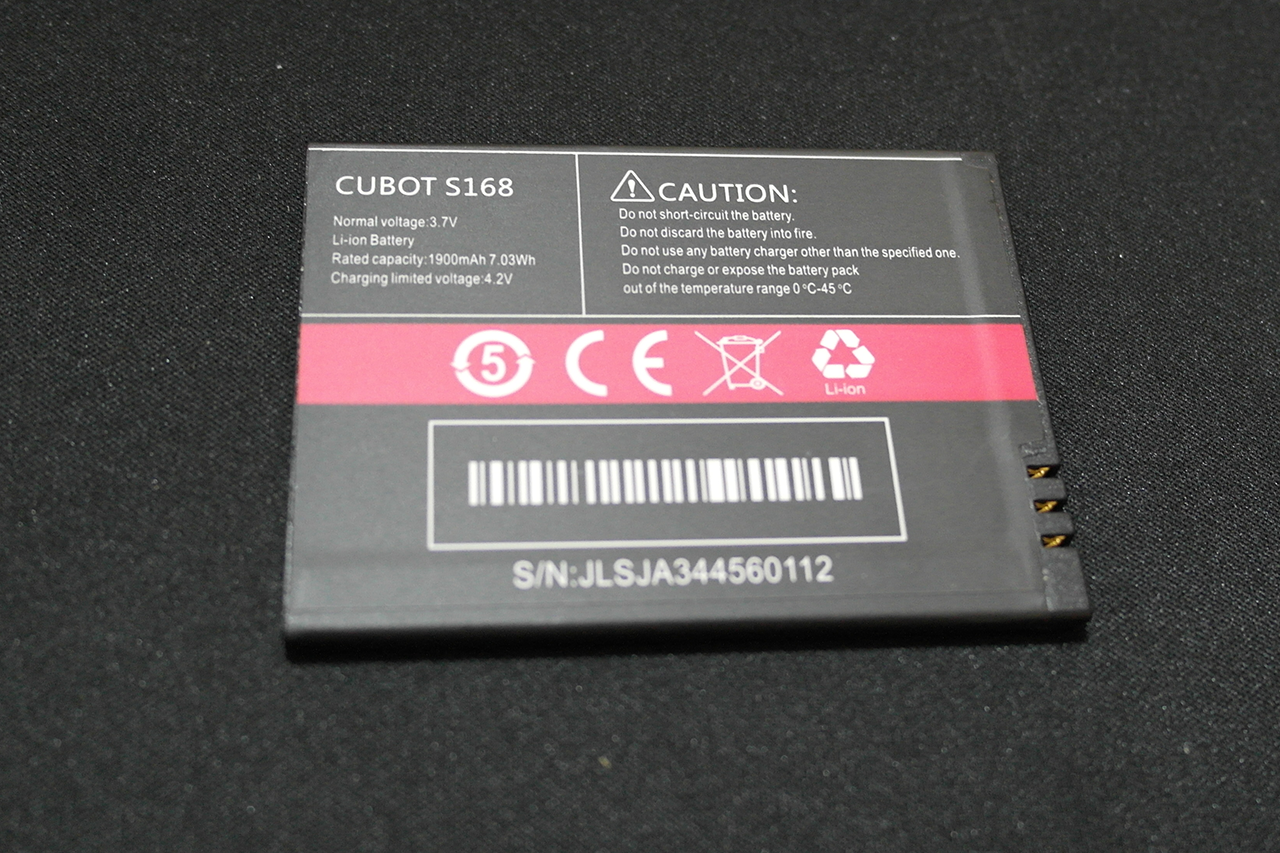 CUBOT S168
Normal voltage:3.7V
Li-ion Battery
Rated capacity:1900mAh 7.03Wh
Charging limited voltage:4.2V
CAUTION:
Do not short-circuit the battery.
Do not discard the battery into fire.
Do not use any battery charger other than the specified one.
Do not charge or expose the battery pack
out of the temperature range 0 °C-45 °C
5 CE
Li-ion
S/N:JLSJA344560112